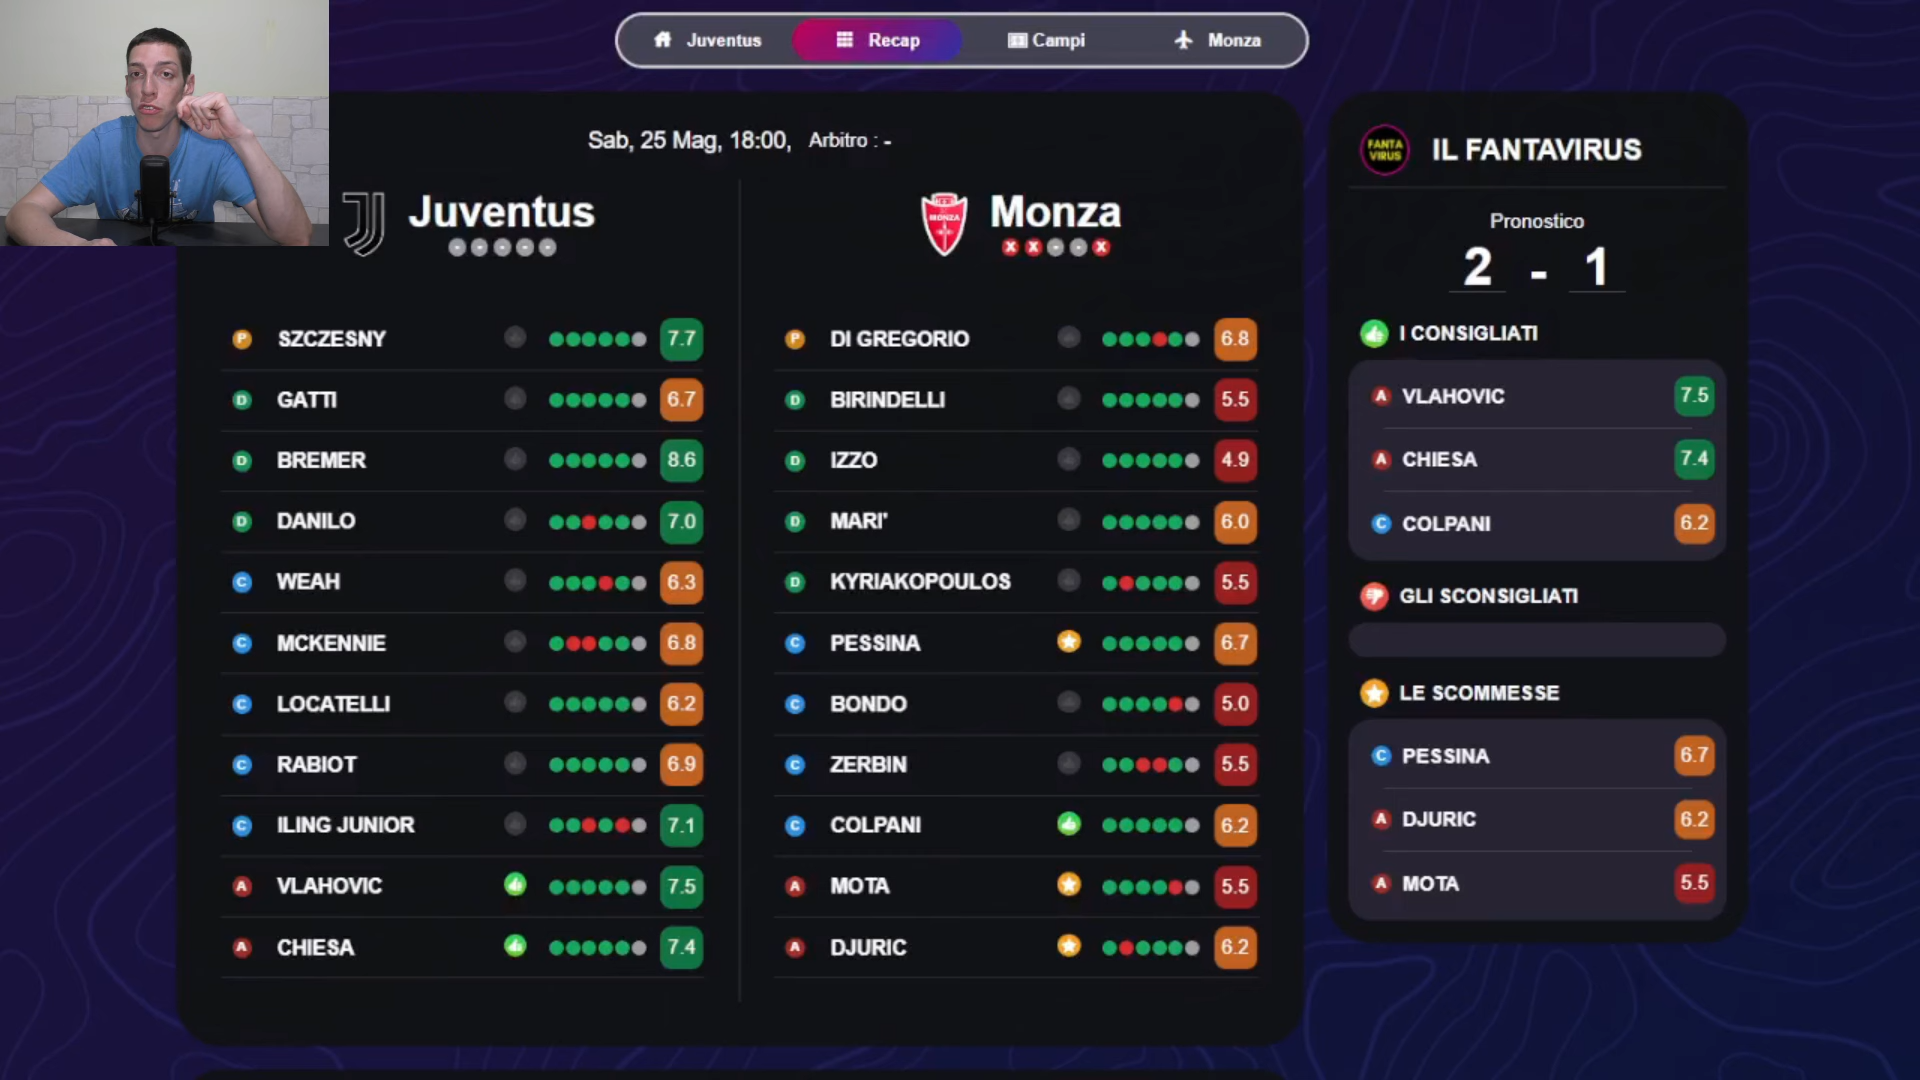 Juventus
Recap
Campi
Monza
Sab, 25 Mag, 18:00, Arbitro : -
Juventus
P SZCZESNY 7.7
D GATTI 6.7
D BREMER 8.6
D DANILO 7.0
C WEAH 6.3
C MCKENNIE 6.8
C LOCATELLI 6.2
C RABIOT 6.9
C ILING JUNIOR 7.1
A VLAHOVIC 7.5
A CHIESA 7.4
MONZA
Monza
P DI GREGORIO 6.8
D BIRINDELLI 5.5
D IZZO 4.9
D MARI' 6.0
D KYRIAKOPOULOS 5.5
C PESSINA 6.7
C BONDO 5.0
C ZERBIN 5.5
C COLPANI 6.2
A MOTA 5.5
A DJURIC 6.2
FANTA
VIRUS
IL FANTAVIRUS
Pronostico
2 - 1
I CONSIGLIATI
A VLAHOVIC 7.5
A CHIESA 7.4
C COLPANI 6.2
GLI SCONSIGLIATI
LE SCOMMESSE
C PESSINA 6.7
A DJURIC 6.2
A MOTA 5.5